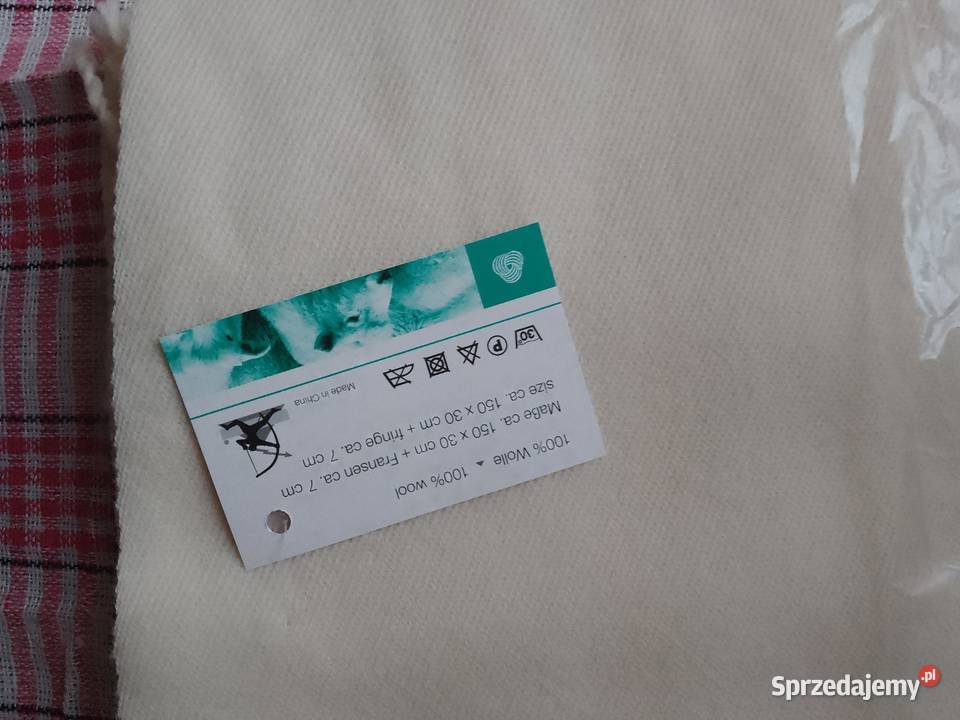 100% Wolle ▲ 100% wool
Maße ca. 150 x 30 cm + Fransen ca. 7 cm
size ca. 150 x 30 cm + fringe ca. 7 cm
Made in China
30° P
Sprzedajemy.pl